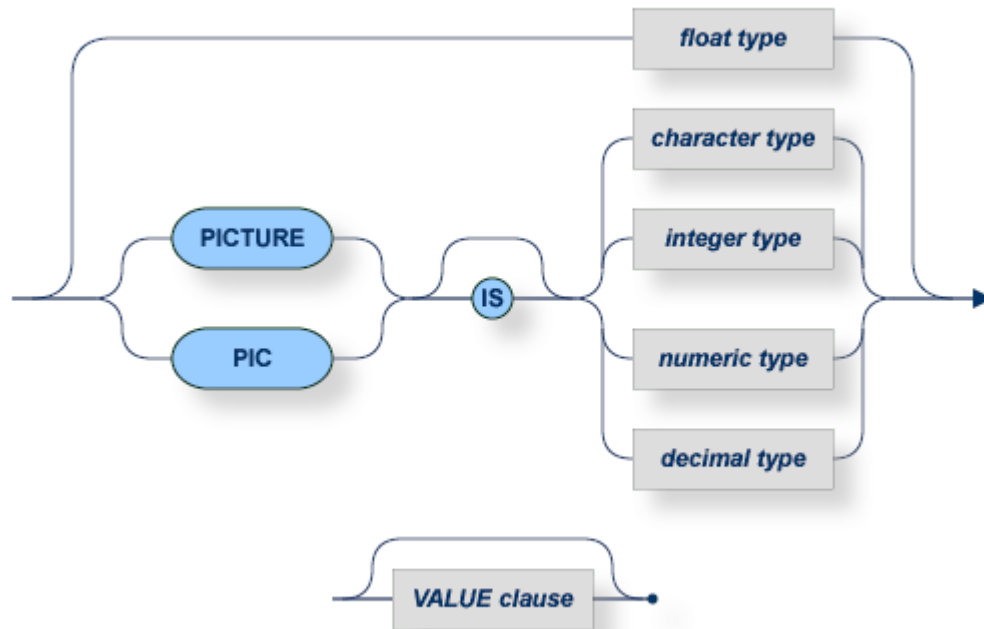 float type
character type
PICTURE
integer type
IS
PIC
numeric type
decimal type
VALUE clause